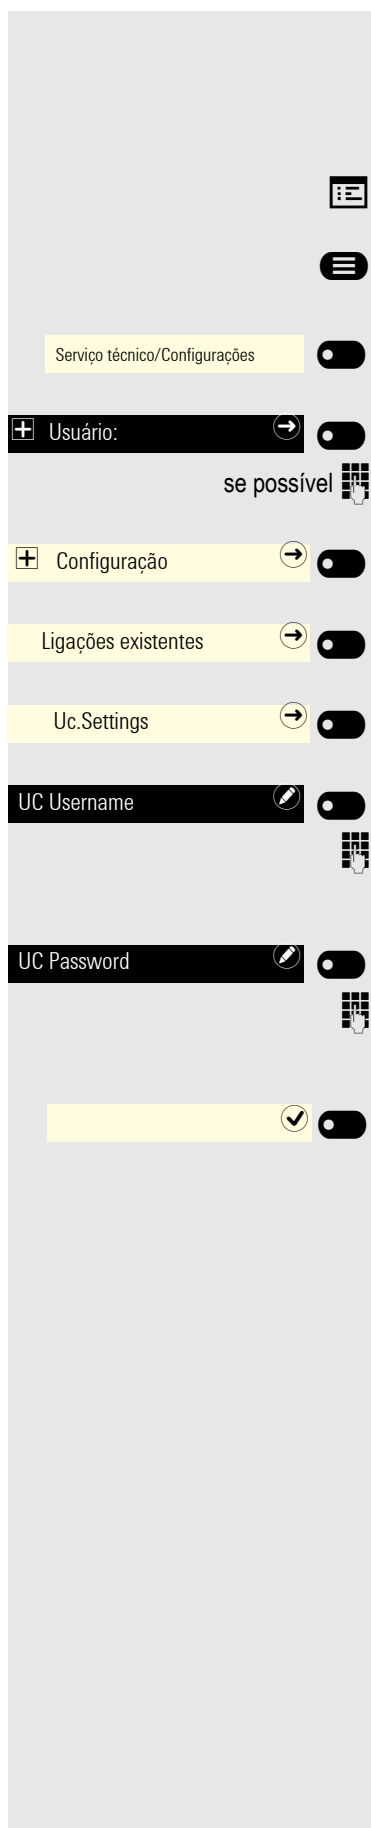 Serviço técnico/Configurações
Usuário:
se possível
Configuração
Ligações existentes
Uc.Settings
UC Username
UC Password